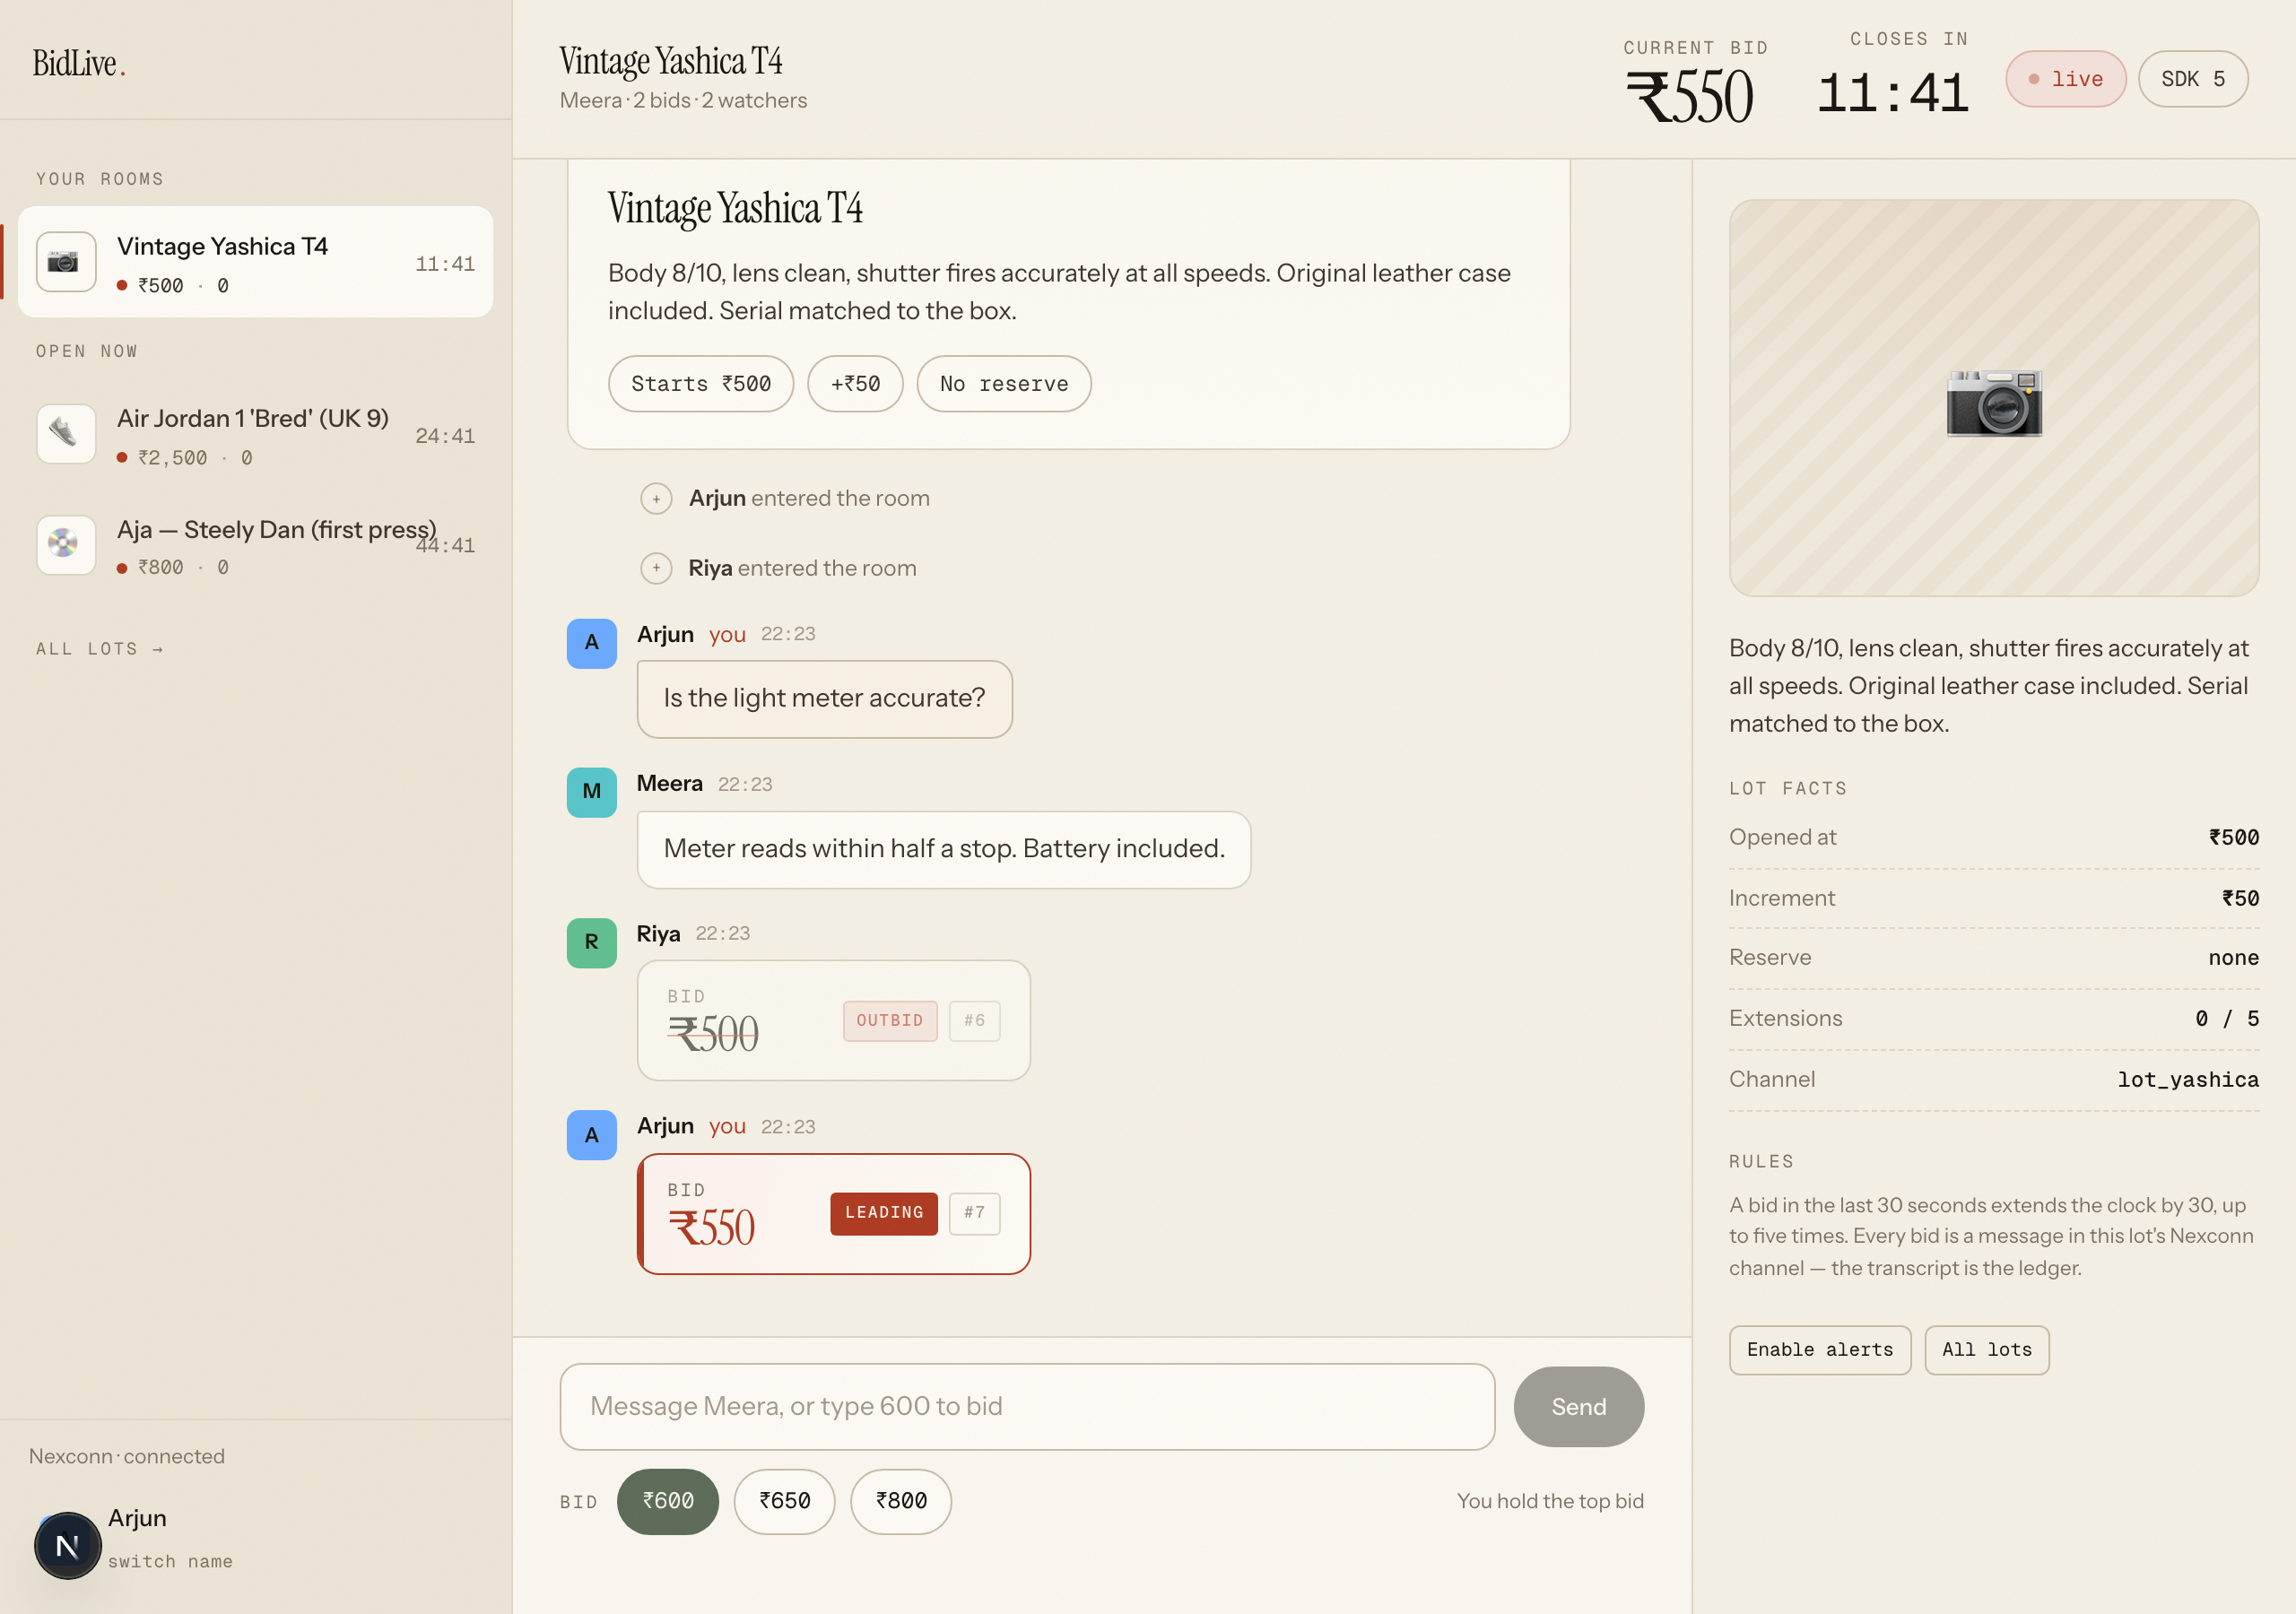 BidLive.
YOUR ROOMS
Vintage Yashica T4
₹500 · 0
11:41
OPEN NOW
Air Jordan 1 'Bred' (UK 9)
₹2,500 · 0
24:41
Aja — Steely Dan (first press)
₹800 · 0
44:41
ALL LOTS →
Nexconn · connected
N
Arjun
switch name
Vintage Yashica T4
Meera · 2 bids · 2 watchers
CURRENT BID
₹550
CLOSES IN
11:41
live
SDK 5
Vintage Yashica T4
Body 8/10, lens clean, shutter fires accurately at all speeds. Original leather case
included. Serial matched to the box.
Starts ₹500
+₹50
No reserve
+ Arjun entered the room
+ Riya entered the room
A
Arjun you 22:23
Is the light meter accurate?
M
Meera 22:23
Meter reads within half a stop. Battery included.
R
Riya 22:23
BID
₹500
OUTBID
#6
A
Arjun you 22:23
BID
₹550
LEADING
#7
Message Meera, or type 600 to bid
Send
BID
₹600
₹650
₹800
You hold the top bid
Body 8/10, lens clean, shutter fires accurately at
all speeds. Original leather case included. Serial
matched to the box.
LOT FACTS
Opened at ₹500
Increment ₹50
Reserve none
Extensions 0 / 5
Channel lot_yashica
RULES
A bid in the last 30 seconds extends the clock by 30, up
to five times. Every bid is a message in this lot's Nexconn
channel — the transcript is the ledger.
Enable alerts
All lots